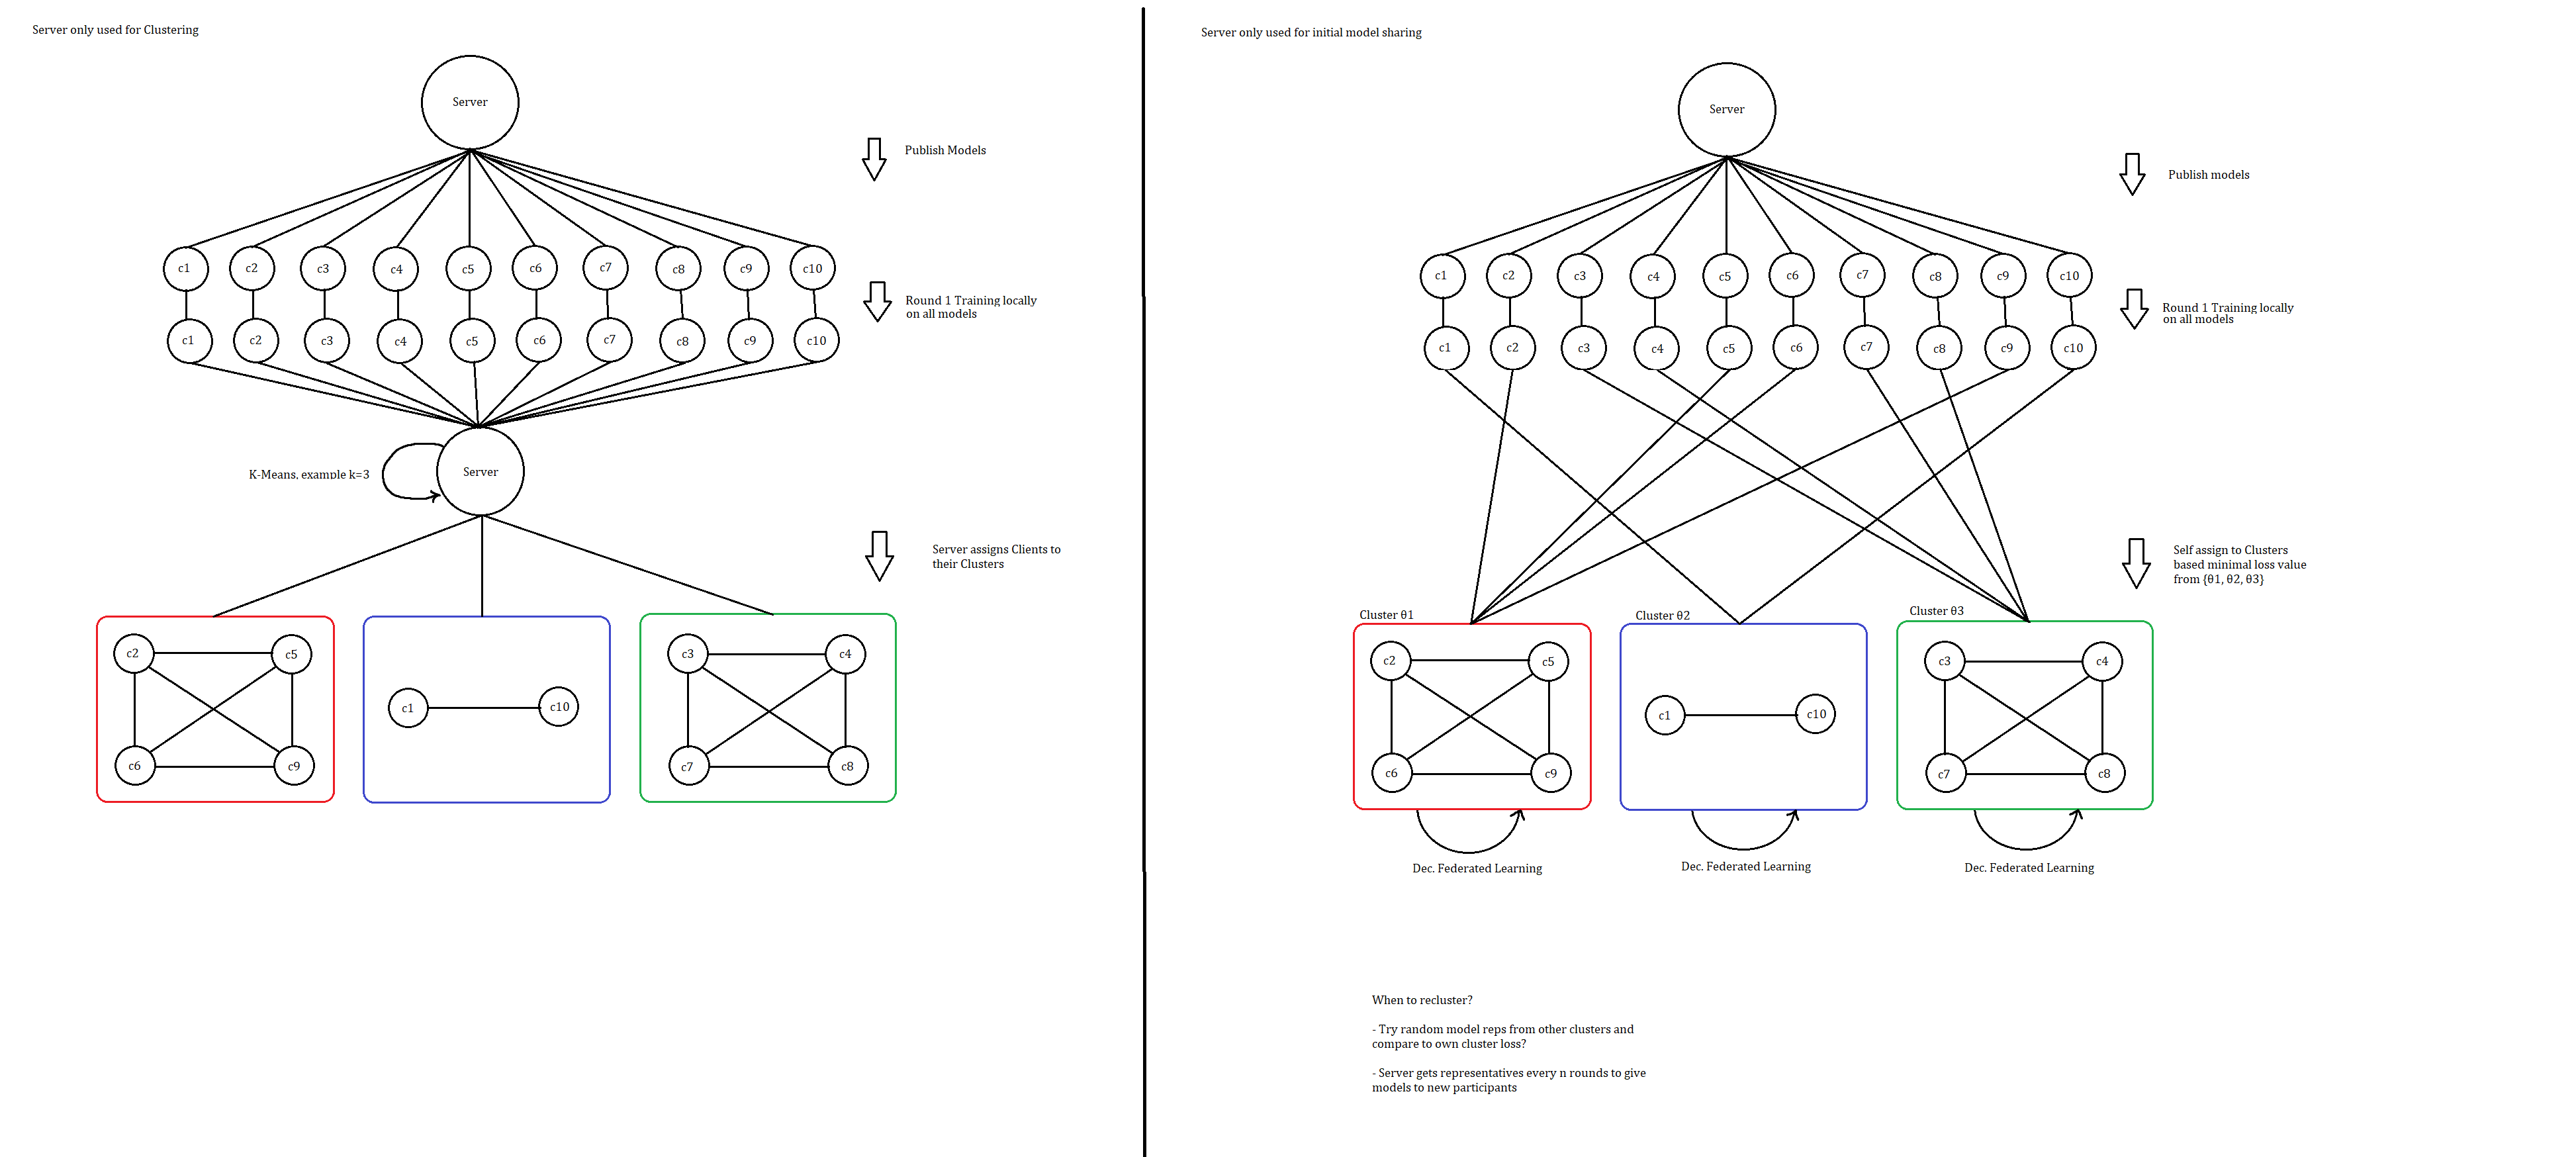 Server only used for Clustering
Server
Publish Models
c1 c2 c3 c4 c5 c6 c7 c8 c9 c10
Round 1 Training locally
on all models
c1 c2 c3 c4 c5 c6 c7 c8 c9 c10
K-Means, example k=3
Server
Server assigns Clients to
their Clusters
c2 c5
c6 c9
c1 c10
c3 c4
c7 c8
Server only used for initial model sharing
Server
Publish models
c1 c2 c3 c4 c5 c6 c7 c8 c9 c10
Round 1 Training locally
on all models
c1 c2 c3 c4 c5 c6 c7 c8 c9 c10
Self assign to Clusters
based minimal loss value
from {θ1, θ2, θ3}
Cluster θ1
c2 c5
c6 c9
Dec. Federated Learning
Cluster θ2
c1 c10
Dec. Federated Learning
Cluster θ3
c3 c4
c7 c8
Dec. Federated Learning
When to recluster?
- Try random model reps from other clusters and
compare to own cluster loss?
- Server gets representatives every n rounds to give
models to new participants